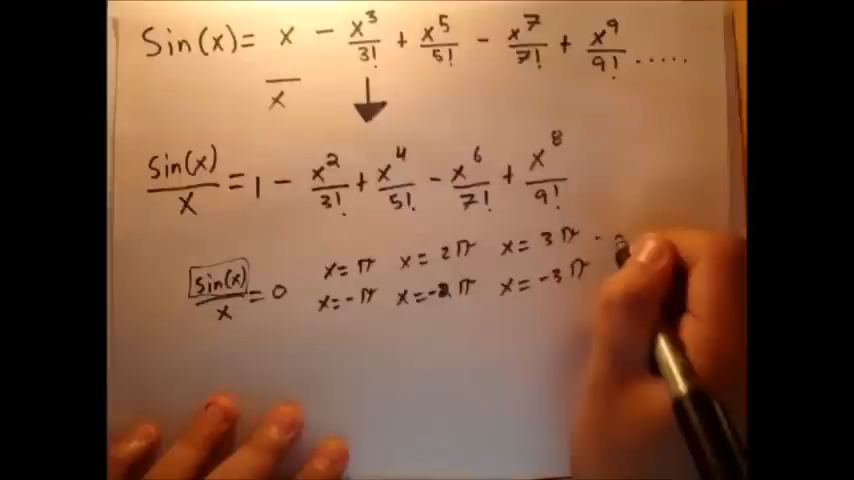 Sin(x) = x - x³/3! + x⁵/5! - x⁷/7! + x⁹/9! .....
x
sin(x)/x = 1 - x²/3! + x⁴/5! - x⁶/7! + x⁸/9!
sin(x)/x = 0 x = π x = 2π x = 3π
x = -π x = -2π x = -3π